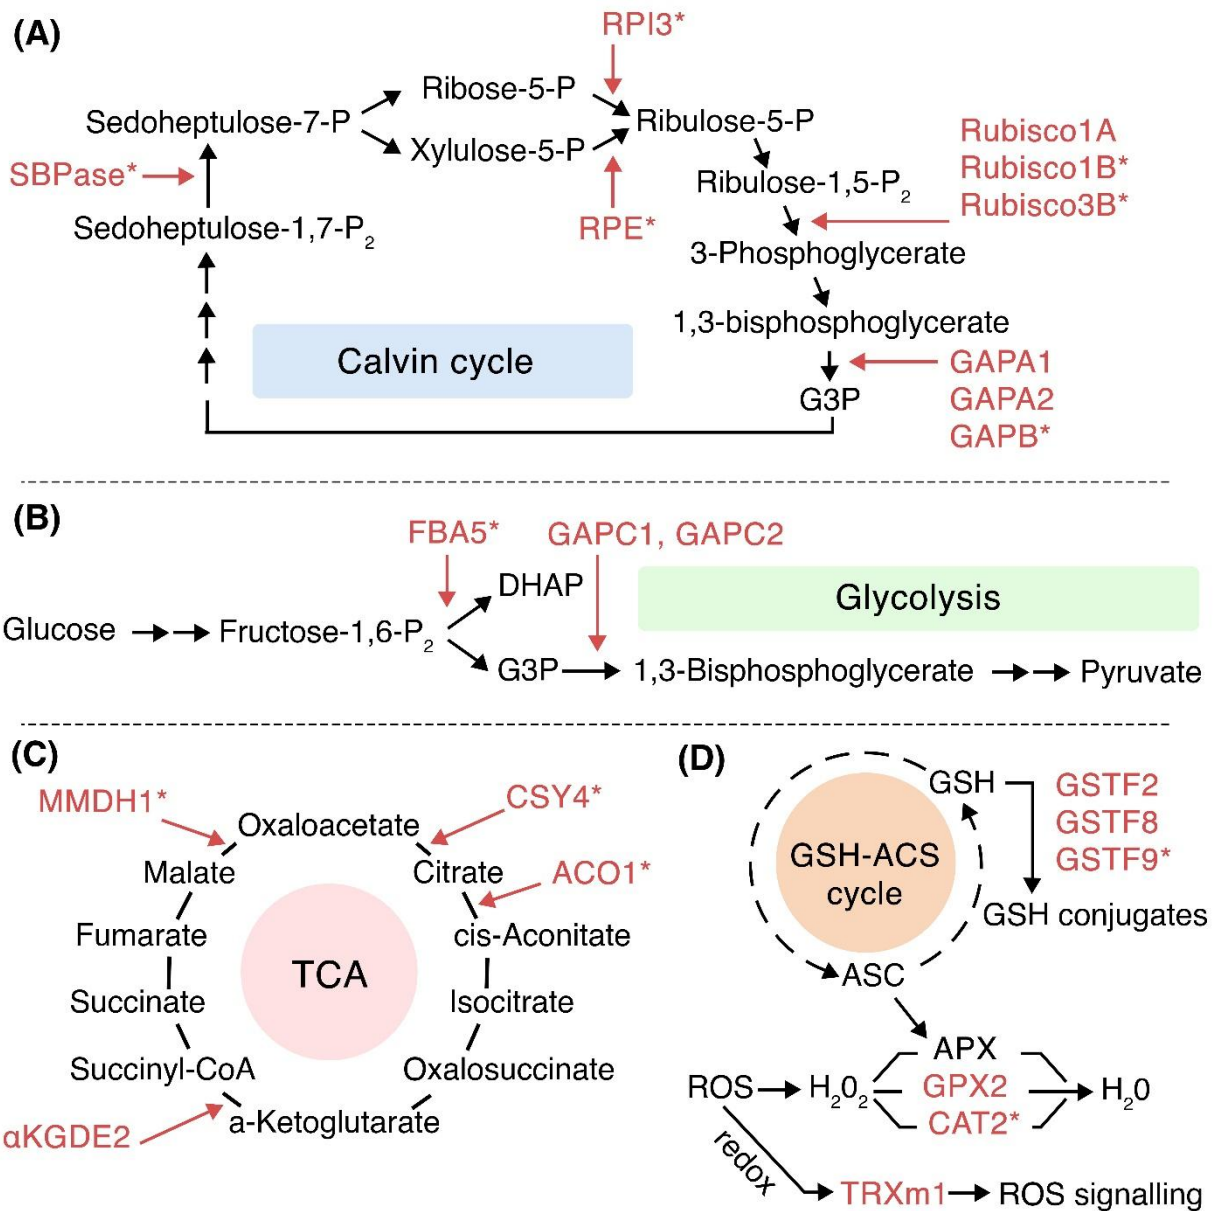 (A)
RPI3*
Ribose-5-P
Sedoheptulose-7-P
Ribulose-5-P
Xylulose-5-P
Rubisco1A
Rubisco1B*
Rubisco3B*
SBPase*
Ribulose-1,5-P₂
RPE*
Sedoheptulose-1,7-P₂
3-Phosphoglycerate
1,3-bisphosphoglycerate
Calvin cycle
GAPA1
GAPA2
GAPB*
G3P
(B)
FBA5*
GAPC1, GAPC2
DHAP
Glycolysis
Glucose
Fructose-1,6-P₂
G3P
1,3-Bisphosphoglycerate
Pyruvate
(C)
MMDH1*
CSY4*
Oxaloacetate
Malate
Citrate
ACO1*
Fumarate
cis-Aconitate
TCA
Succinate
Isocitrate
Succinyl-CoA
Oxalosuccinate
αKGDE2
a-Ketoglutarate
(D)
GSH
GSTF2
GSTF8
GSTF9*
GSH-ACS
cycle
GSH conjugates
ASC
APX
ROS
H₂0₂
GPX2
H₂0
CAT2*
redox
TRXm1
ROS signalling